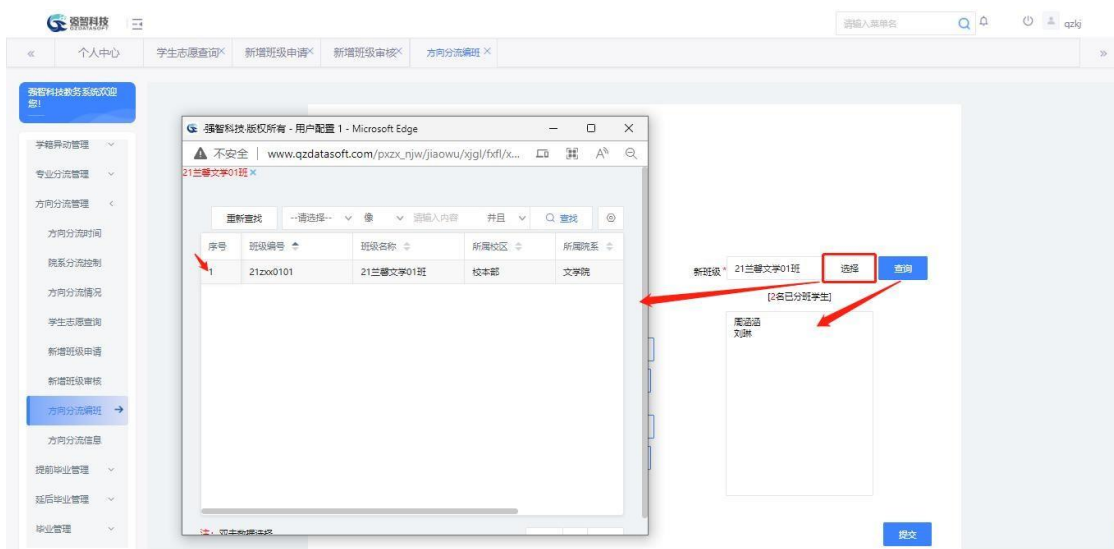 强智科技
QZDATASOFT
请输入菜单名
qzkj
个人中心
学生志愿查询×
新增班级申请×
新增班级审核×
方向分流编班 ×
强智科技教务系统欢迎
您!
学籍异动管理
专业分流管理
方向分流管理
方向分流时间
院系分流控制
方向分流情况
学生志愿查询
新增班级申请
新增班级审核
方向分流编班
方向分流信息
提前毕业管理
延后毕业管理
毕业管理
强智科技·版权所有 - 用户配置 1 - Microsoft Edge
不安全 | www.qzdatasoft.com/pxzx_njw/jiaowu/xjgl/fxfl/x...
21兰馨文学01班 ×
重新查找 --请选择-- 像 请输入内容 并且 查找
序号 班级编号 班级名称 所属校区 所属院系
1 21zxx0101 21兰馨文学01班 校本部 文学院
注：双击数据选择
新班级* 21兰馨文学01班 选择 查询
[2名已分班学生]
周涵涵
刘琳
提交